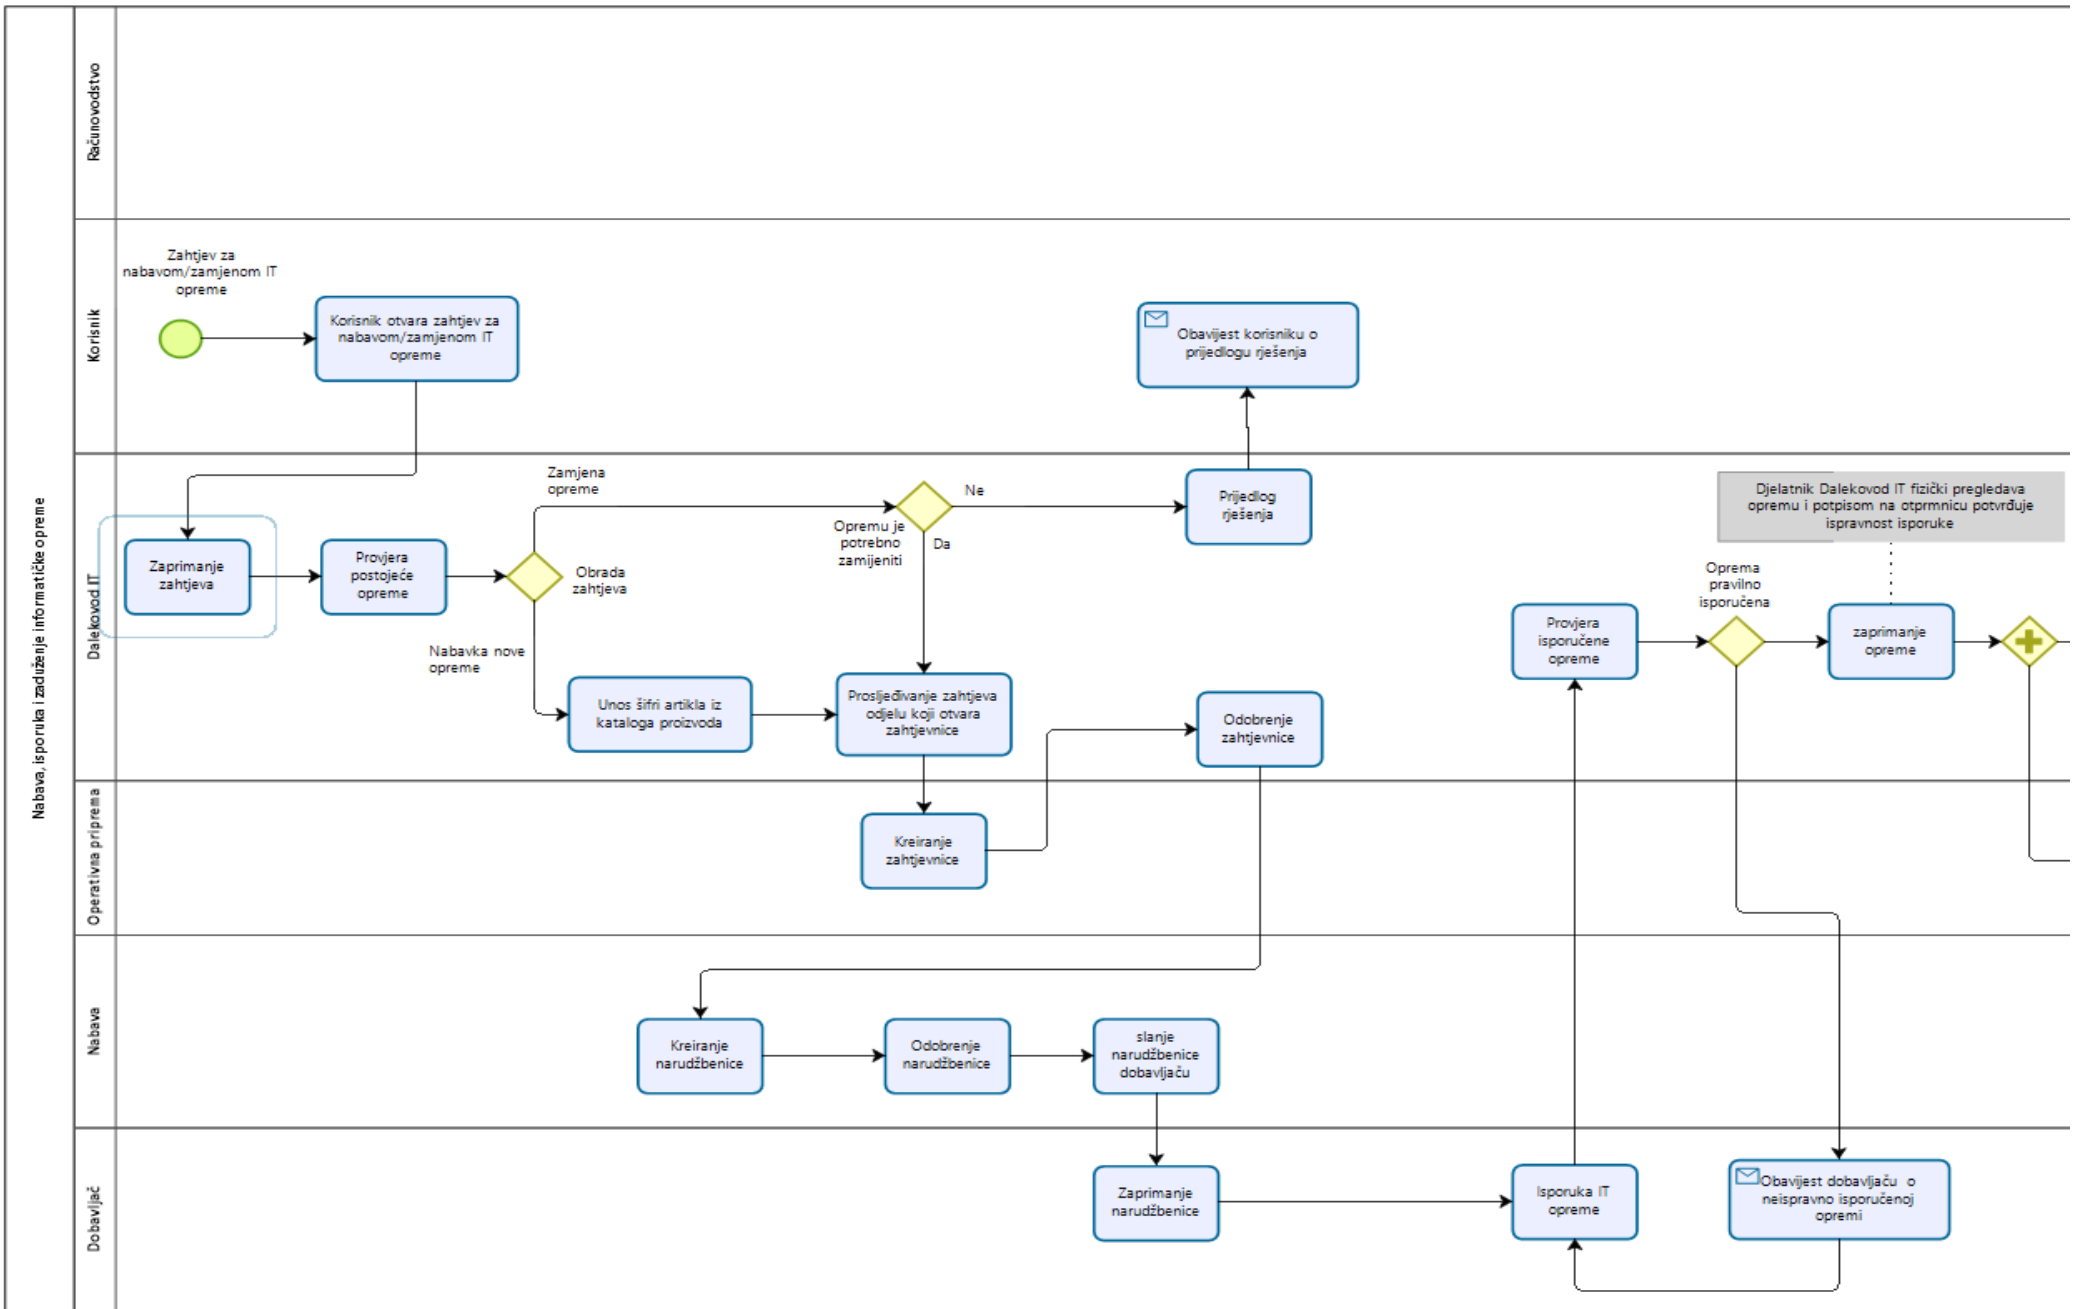 Nabava, isporuka i zaduženje informatičke opreme
Računovodstvo
Korisnik
Zahtjev za
nabavom/zamjenom IT
opreme
Korisnik otvara zahtjev za
nabavom/zamjenom IT
opreme
Obavijest korisniku o
prijedlogu rješenja
Dalekovod IT
Zaprimanje
zahtjeva
Provjera
postojeće
opreme
Zamjena
opreme
Obrada
zahtjeva
Nabavka nove
opreme
Opremu je
potrebno
zamijeniti
Ne
Da
Prijedlog
rješenja
Unos šifri artikla iz
kataloga proizvoda
Prosljeđivanje zahtjeva
odjelu koji otvara
zahtjevnice
Odobrenje
zahtjevnice
Provjera
isporučene
opreme
Oprema
pravilno
isporučena
Djelatnik Dalekovod IT fizički pregledava
opremu i potpisom na otprmnicu potvrđuje
ispravnost isporuke
zaprimanje
opreme
Operativna priprema
Kreiranje
zahtjevnice
Nabava
Kreiranje
narudžbenice
Odobrenje
narudžbenice
slanje
narudžbenice
dobavljaču
Dobavljač
Zaprimanje
narudžbenice
Isporuka IT
opreme
Obavijest dobavljaču o
neispravno isporučenoj
opremi